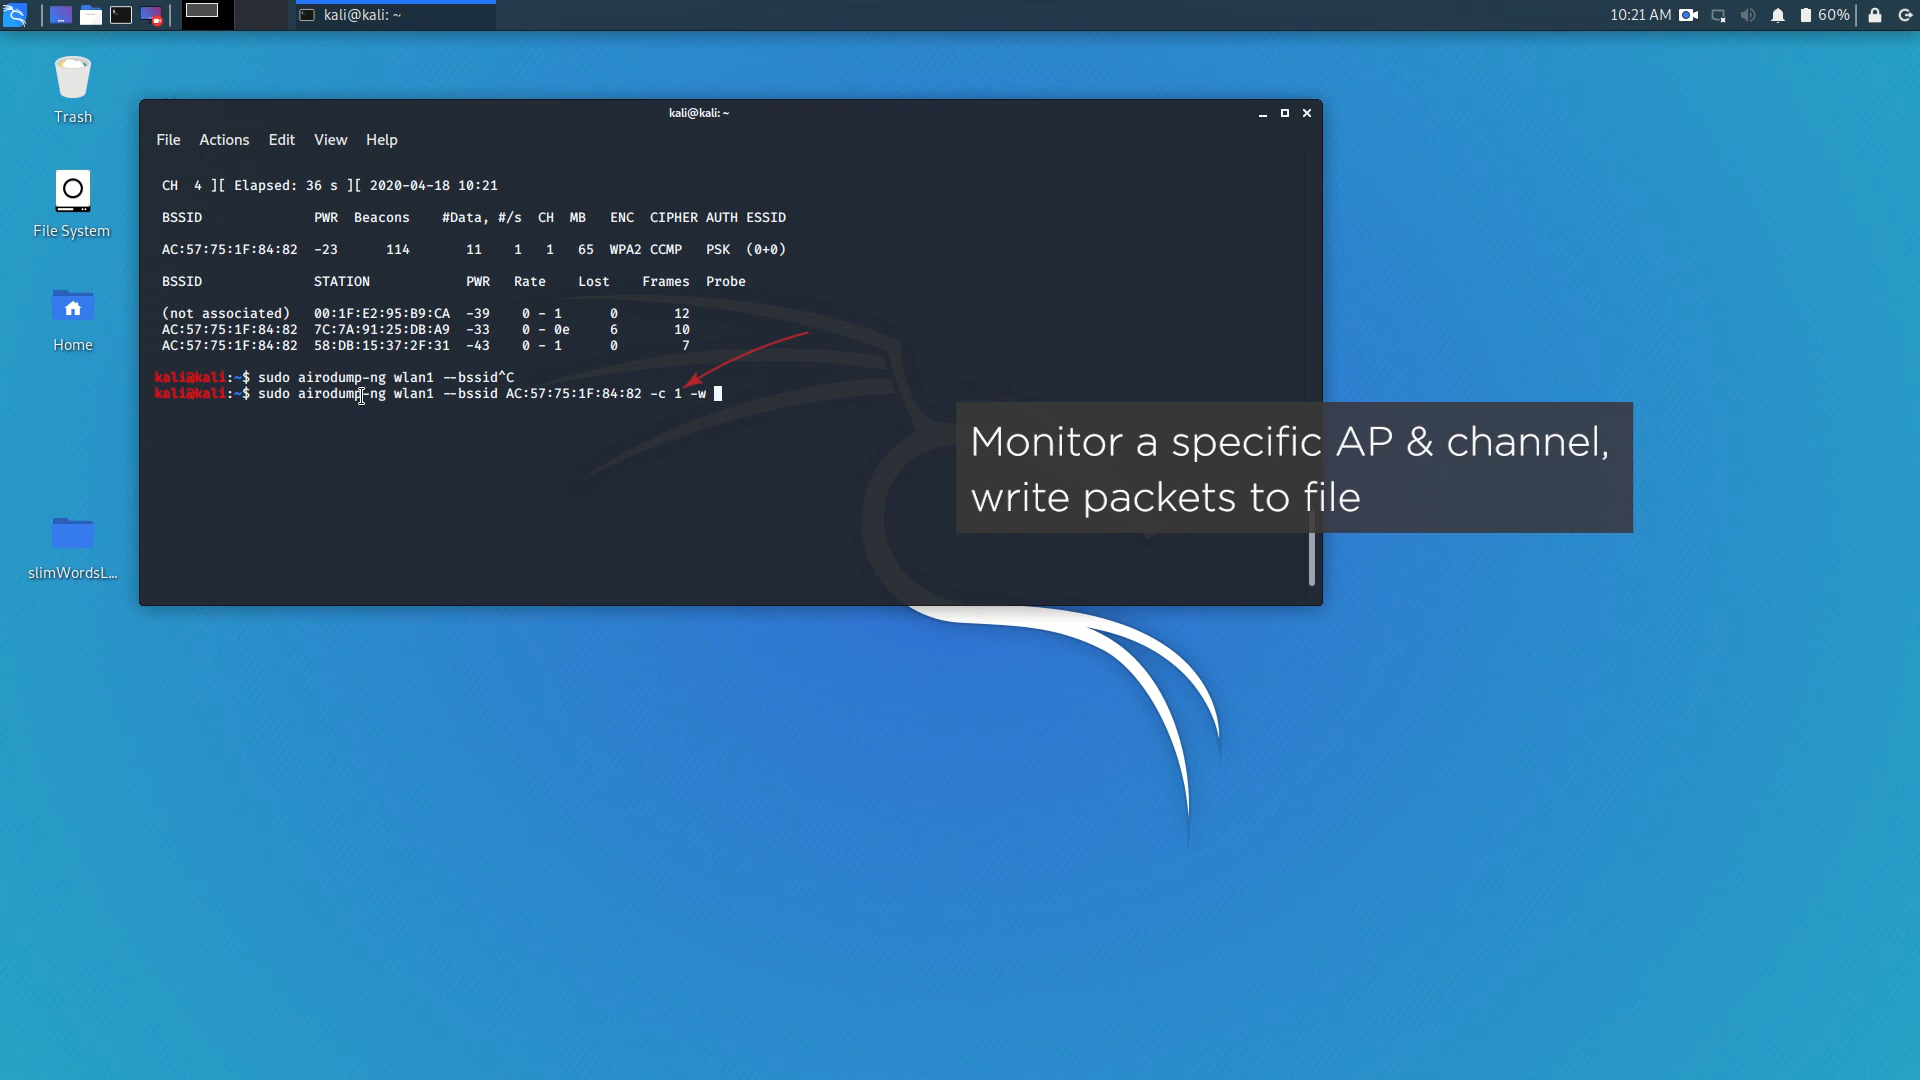 kali@kali: ~
10:21 AM
60%
Trash
File System
Home
slimWordsL...
kali@kali: ~
File Actions Edit View Help
CH 4 ][ Elapsed: 36 s ][ 2020-04-18 10:21
BSSID PWR Beacons #Data, #/s CH MB ENC CIPHER AUTH ESSID
AC:57:75:1F:84:82 -23 114 11 1 1 65 WPA2 CCMP PSK (0+0)
BSSID STATION PWR Rate Lost Frames Probe
(not associated) 00:1F:E2:95:B9:CA -39 0 - 1 0 12
AC:57:75:1F:84:82 7C:7A:91:25:DB:A9 -33 0 - 0e 6 10
AC:57:75:1F:84:82 58:DB:15:37:2F:31 -43 0 - 1 0 7
kali@kali:~$ sudo airodump-ng wlan1 --bssid^C
kali@kali:~$ sudo airodump-ng wlan1 --bssid AC:57:75:1F:84:82 -c 1 -w
Monitor a specific AP & channel,
write packets to file